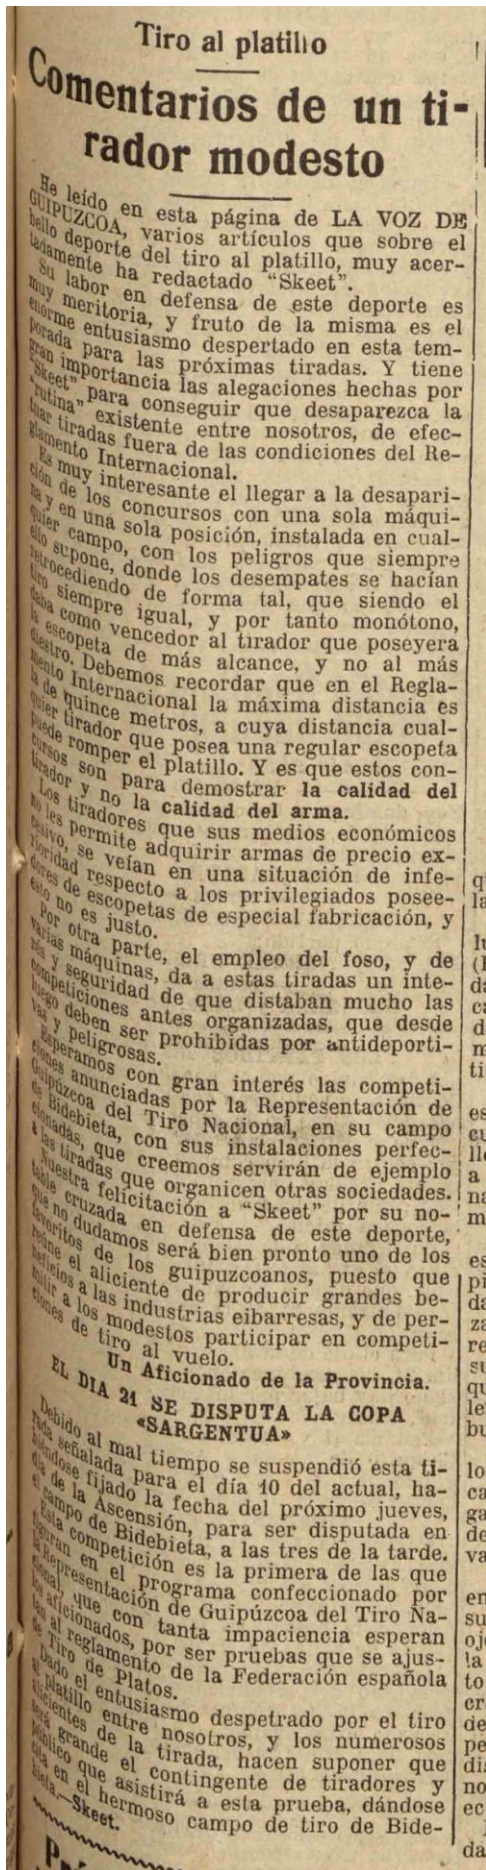 Tiro al platillo
Comentarios de un ti-
rador modesto
He leído en esta página de LA VOZ DE
GUIPUZCOA, varios artículos que sobre el
bello deporte del tiro al platillo, muy acer-
tadamente ha redactado "Skeet".
Su labor en defensa de este deporte es
muy meritoria, y fruto de la misma es el
enorme entusiasmo despertado en esta tem-
porada para las próximas tiradas. Y tiene
gran importancia las alegaciones hechas por
"Skeet" para conseguir que desaparezca la
"rutina" existente entre nosotros, de efec-
tuar tiradas fuera de las condiciones del Re-
glamento Internacional.
Es muy interesante el llegar a la desapari-
ción de los concursos con una sola máqui-
na y en una sola posición, instalada en cual-
quier campo, con los peligros que siempre
ello supone, donde los desempates se hacían
retrocediendo de forma tal, que siendo el
tiro siempre igual, y por tanto monótono,
daba como vencedor al tirador que poseyera
la escopeta de más alcance, y no al más
diestro. Debemos recordar que en el Regla-
mento Internacional la máxima distancia es
la de quince metros, a cuya distancia cual-
quier tirador que posea una regular escopeta
puede romper el platillo. Y es que estos con-
cursos son para demostrar la calidad del
tirador y no la calidad del arma.
Los tiradores que sus medios económicos
no les permite adquirir armas de precio ex-
cesivo, se veían en una situación de infe-
rioridad respecto a los privilegiados posee-
dores de escopetas de especial fabricación, y
esto no es justo.
Por otra parte, el empleo del foso, y de
varias máquinas, da a estas tiradas un inte-
rés y seguridad de que distaban mucho las
competiciones antes organizadas, que desde
luego deben ser prohibidas por antideporti-
vas y peligrosas.
Esperamos con gran interés las competi-
ciones anunciadas por la Representación de
Guipúzcoa del Tiro Nacional, en su campo
de Bidebieta, con sus instalaciones perfec-
cionadas, que creemos servirán de ejemplo
a las tiradas que organicen otras sociedades.
Nuestra felicitación a "Skeet" por su no-
table cruzada en defensa de este deporte,
que no dudamos será bien pronto uno de los
favoritos de los guipuzcoanos, puesto que
reúne el aliciente de producir grandes be-
neficios a las industrias eibarresas, y de per-
mitir a los modestos participar en competi-
ciones de tiro al vuelo.
Un Aficionado de la Provincia.
EL DIA 21 SE DISPUTA LA COPA
«SARGENTUA»
Debido al mal tiempo se suspendió esta ti-
rada señalada para el día 10 del actual, ha-
biéndose fijado la fecha del próximo jueves,
día de la Ascensión, para ser disputada en
el campo de Bidebieta, a las tres de la tarde.
Esta competición es la primera de las que
figuran en el programa confeccionado por
la Representación de Guipúzcoa del Tiro Na-
cional, que con tanta impaciencia esperan
los aficionados, por ser pruebas que se ajus-
tan al reglamento de la Federación española
de Tiro de Platos.
Dado el entusiasmo despetrado por el tiro
al platillo entre nosotros, y los numerosos
alicientes de la tirada, hacen suponer que
será grande el contingente de tiradores y
público que asistirá a esta prueba, dándose
cita en el hermoso campo de tiro de Bide-
bieta.—Skeet.